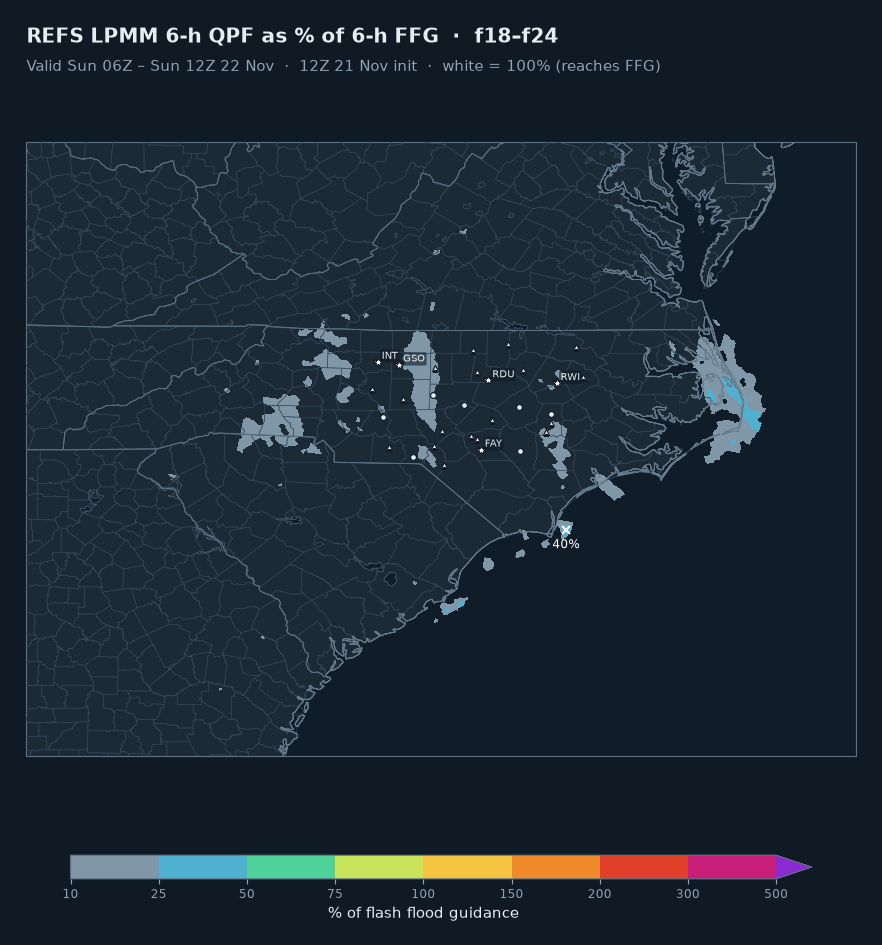 REFS LPMM 6-h QPF as % of 6-h FFG · f18–f24
Valid Sun 06Z – Sun 12Z 22 Nov · 12Z 21 Nov init · white = 100% (reaches FFG)
INT
GSO
RDU
RWI
FAY
40%
10 25 50 75 100 150 200 300 500
% of flash flood guidance